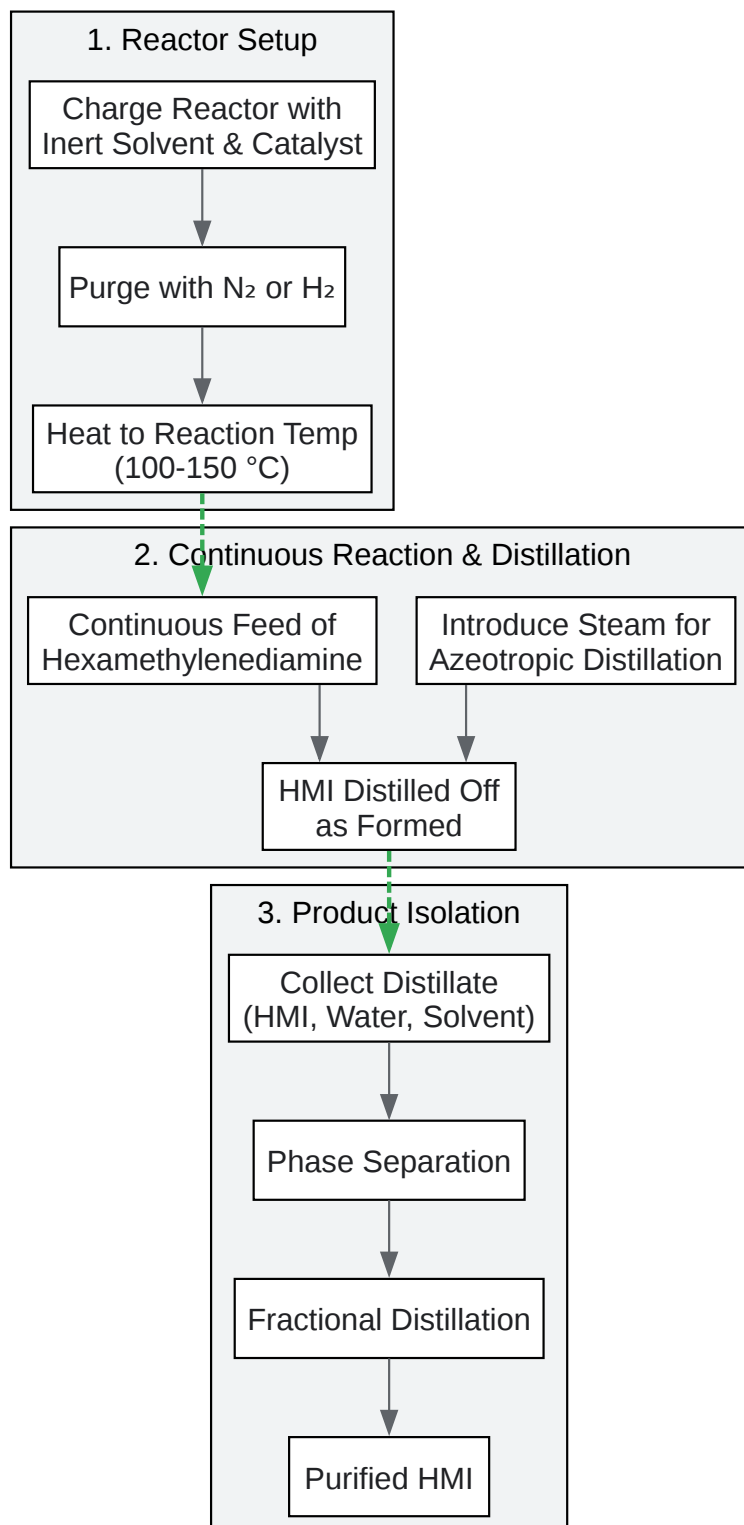 1. Reactor Setup
Charge Reactor with
Inert Solvent & Catalyst
Purge with N₂ or H₂
Heat to Reaction Temp
(100-150 °C)
2. Continuous Reaction & Distillation
Continuous Feed of
Hexamethylenediamine
Introduce Steam for
Azeotropic Distillation
HMI Distilled Off
as Formed
3. Product Isolation
Collect Distillate
(HMI, Water, Solvent)
Phase Separation
Fractional Distillation
Purified HMI